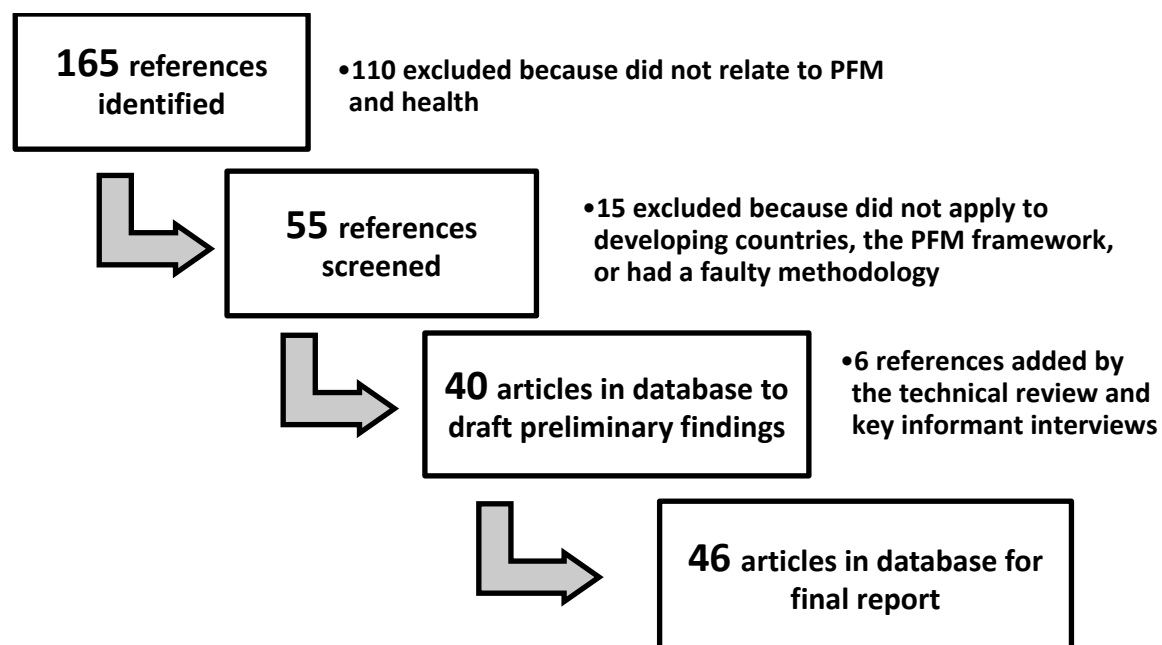 165 references
identified
•110 excluded because did not relate to PFM
and health
55 references
screened
•15 excluded because did not apply to
developing countries, the PFM framework,
or had a faulty methodology
40 articles in database to
draft preliminary findings
•6 references added by
the technical review and
key informant interviews
46 articles in database for
final report